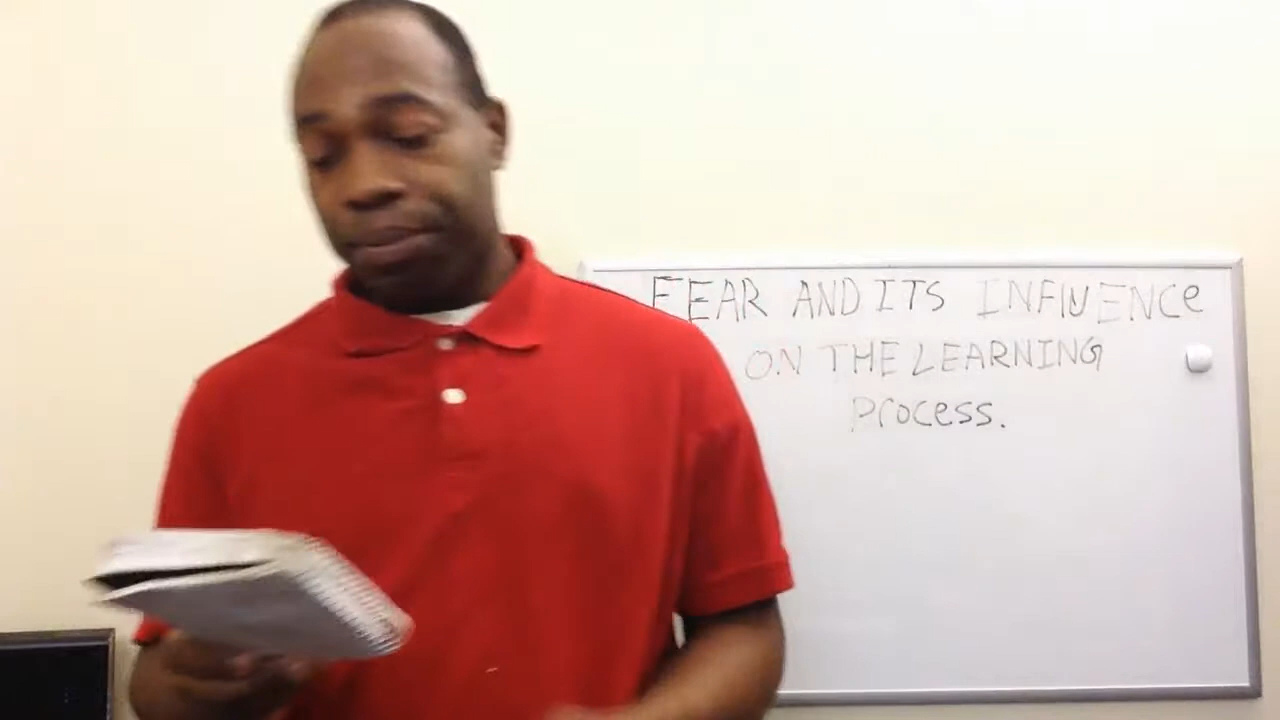 FEAR AND ITS INFlUENCe
ON THE LEARNING
Process.